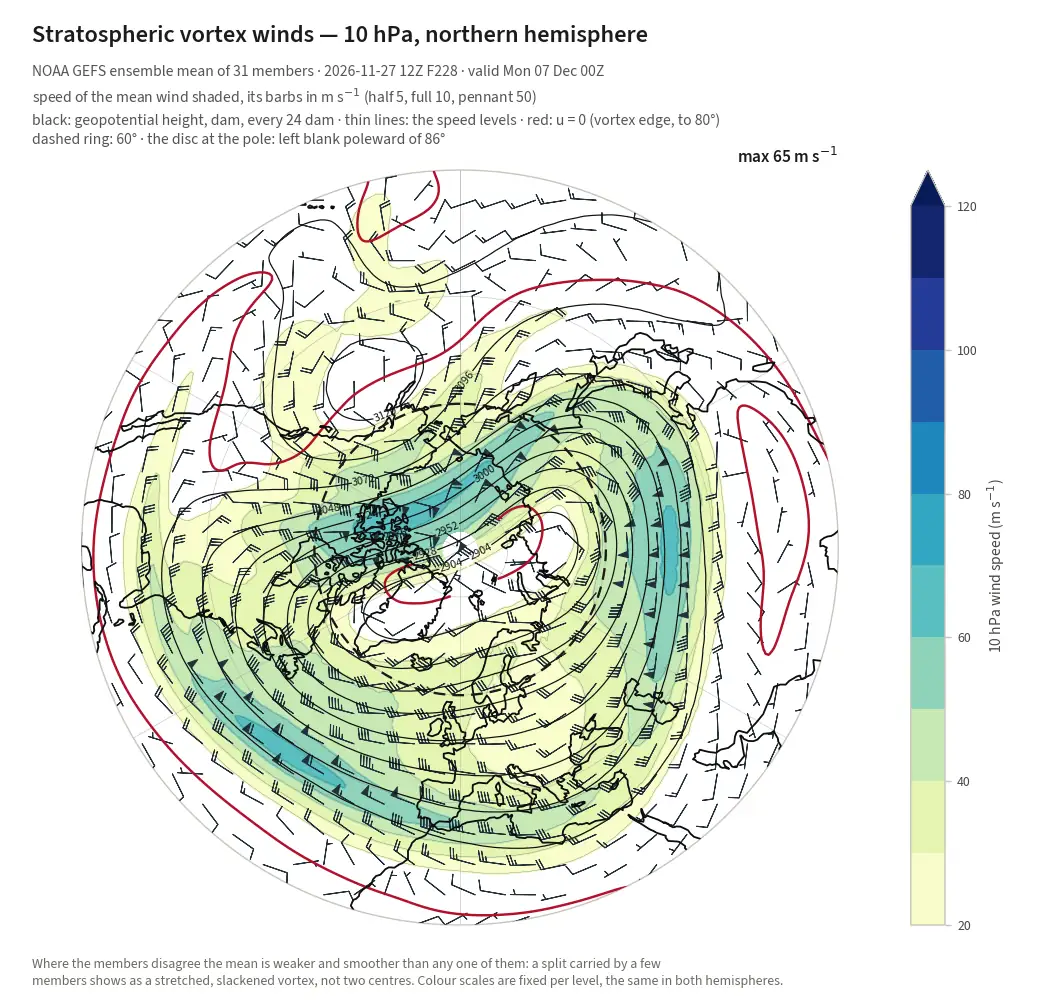 Stratospheric vortex winds — 10 hPa, northern hemisphere
NOAA GEFS ensemble mean of 31 members · 2026-11-27 12Z F228 · valid Mon 07 Dec 00Z
speed of the mean wind shaded, its barbs in m s⁻¹ (half 5, full 10, pennant 50)
black: geopotential height, dam, every 24 dam · thin lines: the speed levels · red: u = 0 (vortex edge, to 80°)
dashed ring: 60° · the disc at the pole: left blank poleward of 86°
max 65 m s⁻¹
120
100
80
60
40
20
10 hPa wind speed (m s⁻¹)
3000
2952
2904
2904
Where the members disagree the mean is weaker and smoother than any one of them: a split carried by a few
members shows as a stretched, slackened vortex, not two centres. Colour scales are fixed per level, the same in both hemispheres.